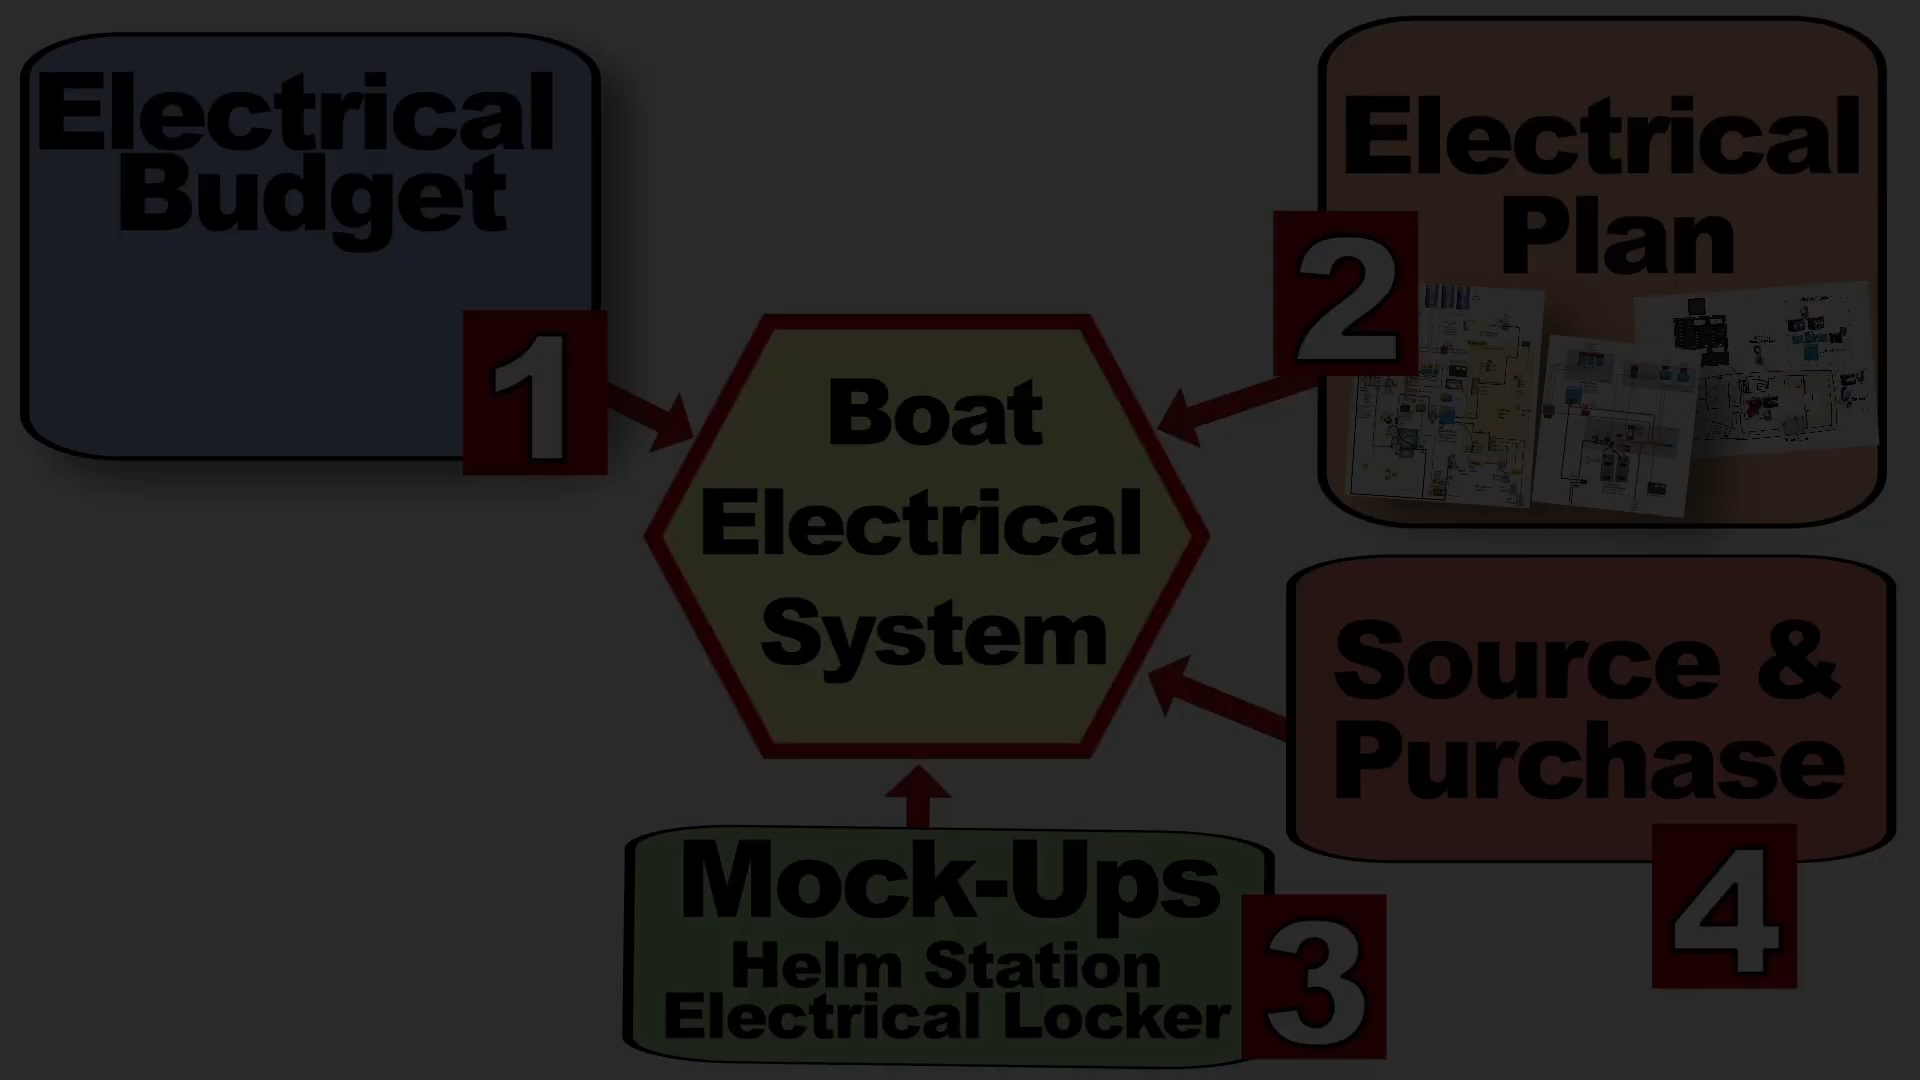 Electrical
Budget
1
Electrical
Plan
2
Boat
Electrical
System
Source &
Purchase
4
Mock-Ups
Helm Station
Electrical Locker
3